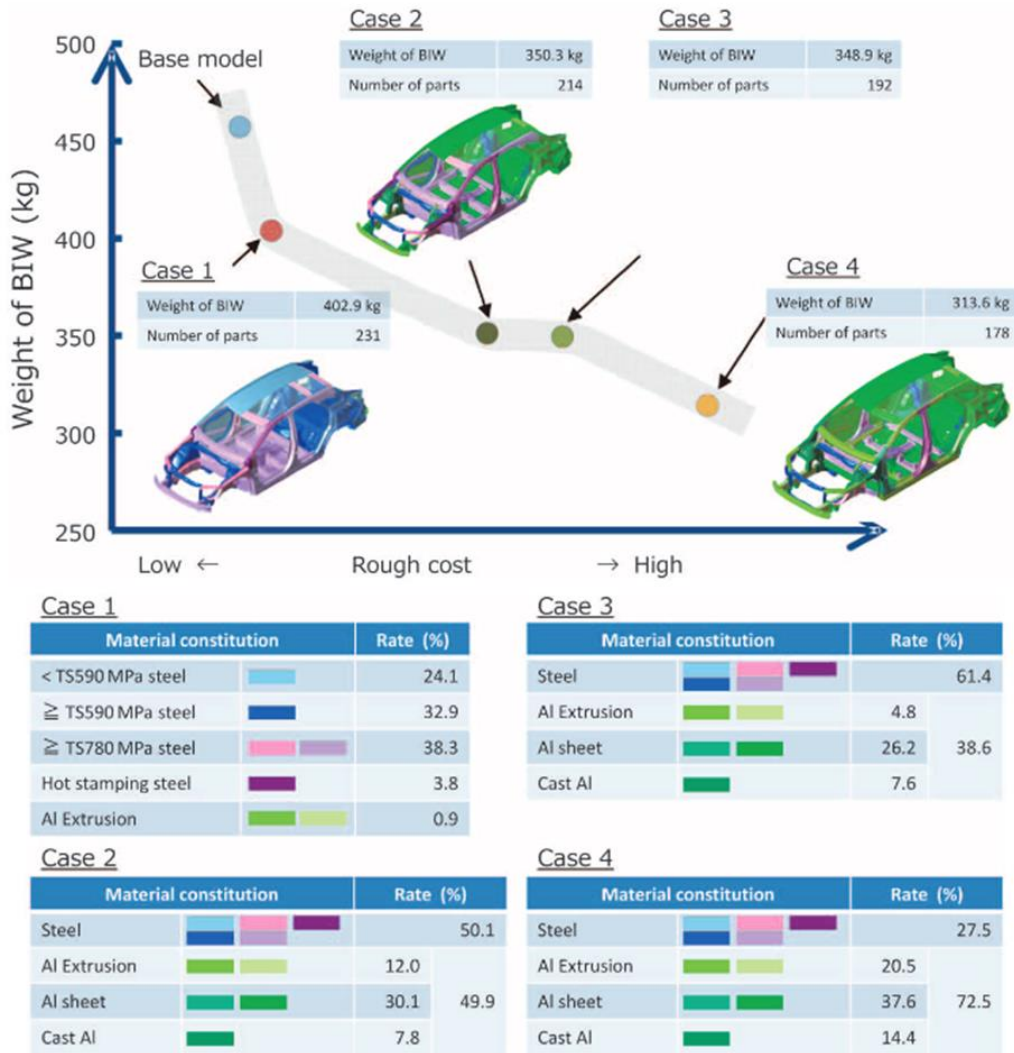 Case 2
Weight of BIW 350.3 kg
Number of parts 214
Case 3
Weight of BIW 348.9 kg
Number of parts 192
Weight of BIW (kg)
500
450
400
350
300
250
Base model
Case 1
Weight of BIW 402.9 kg
Number of parts 231
Case 4
Weight of BIW 313.6 kg
Number of parts 178
Low ← Rough cost → High
Case 1
Material constitution Rate (%)
< TS590 MPa steel 24.1
≧ TS590 MPa steel 32.9
≧ TS780 MPa steel 38.3
Hot stamping steel 3.8
Al Extrusion 0.9
Case 3
Material constitution Rate (%)
Steel 61.4
Al Extrusion 4.8
Al sheet 26.2 38.6
Cast Al 7.6
Case 2
Material constitution Rate (%)
Steel 50.1
Al Extrusion 12.0
Al sheet 30.1 49.9
Cast Al 7.8
Case 4
Material constitution Rate (%)
Steel 27.5
Al Extrusion 20.5
Al sheet 37.6 72.5
Cast Al 14.4